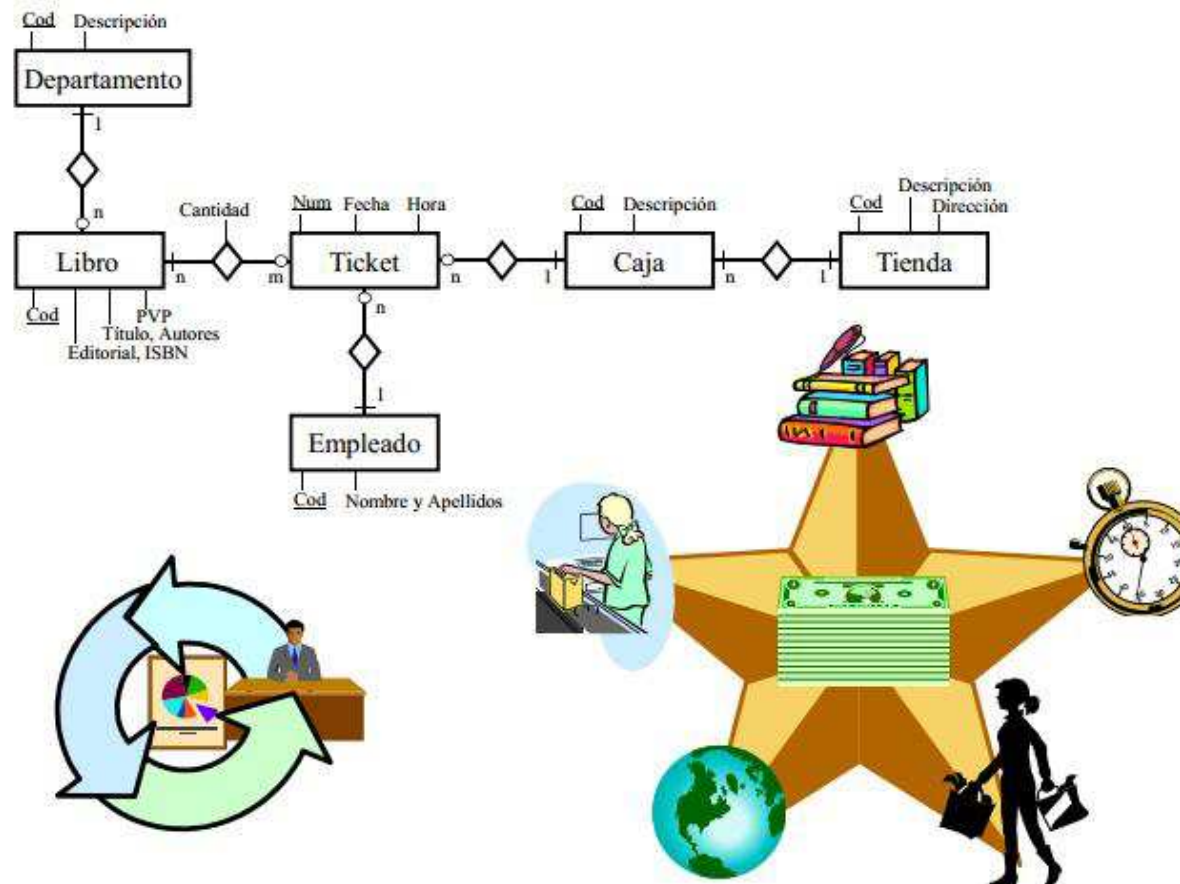 Cod Descripción
Departamento
1
n
Cantidad
Num Fecha Hora
Cod Descripción
Descripción
Cod Dirección
Libro
n
m
Ticket
n
1
Caja
n
1
Tienda
Cod
PVP
Título, Autores
Editorial, ISBN
n
1
Empleado
Cod Nombre y Apellidos